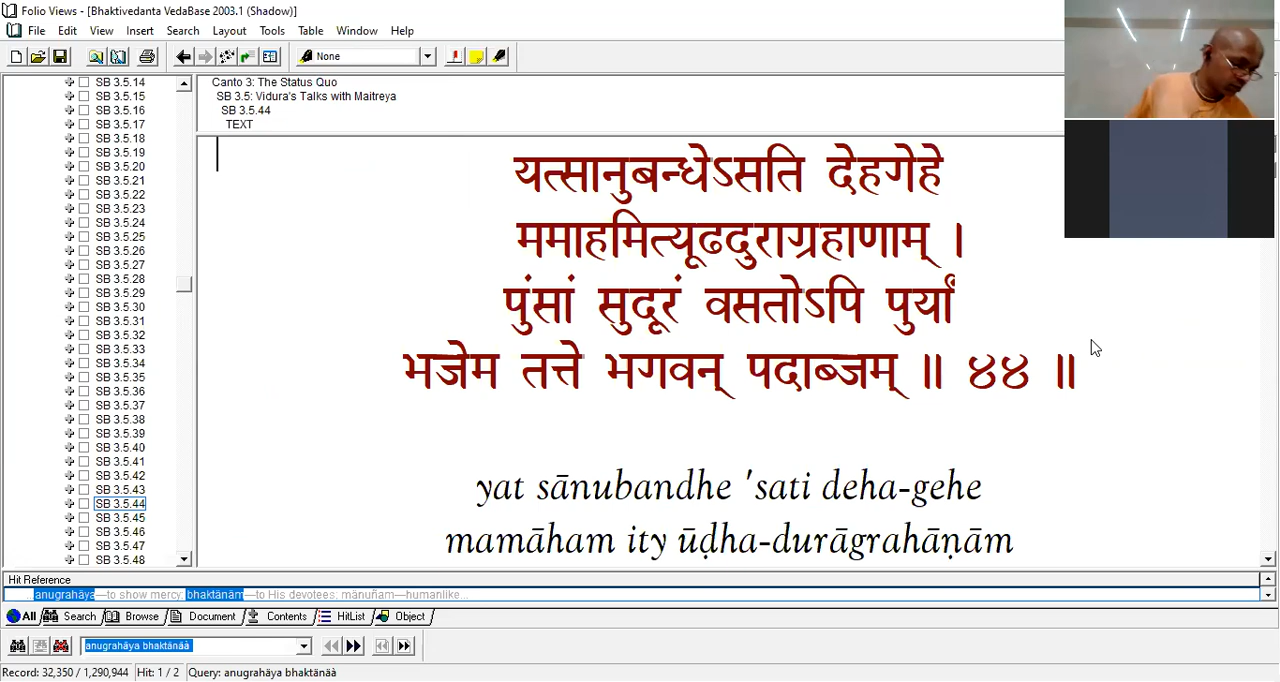 Folio Views - [Bhaktivedanta VedaBase 2003.1 (Shadow)]
File Edit View Insert Search Layout Tools Table Window Help
None
SB 3.5.14
SB 3.5.15
SB 3.5.16
SB 3.5.17
SB 3.5.18
SB 3.5.19
SB 3.5.20
SB 3.5.21
SB 3.5.22
SB 3.5.23
SB 3.5.24
SB 3.5.25
SB 3.5.26
SB 3.5.27
SB 3.5.28
SB 3.5.29
SB 3.5.30
SB 3.5.31
SB 3.5.32
SB 3.5.33
SB 3.5.34
SB 3.5.35
SB 3.5.36
SB 3.5.37
SB 3.5.38
SB 3.5.39
SB 3.5.40
SB 3.5.41
SB 3.5.42
SB 3.5.43
SB 3.5.44
SB 3.5.45
SB 3.5.46
SB 3.5.47
SB 3.5.48
Canto 3: The Status Quo
SB 3.5: Vidura's Talks with Maitreya
SB 3.5.44
TEXT
यत्सानुबन्धेऽसति देहगेहे
ममाहमित्यूढदुराग्रहाणाम् ।
पुंसां सुदूरं वसतोऽपि पुर्यां
भजेम तत्ते भगवन् पदाब्जम् ॥ ४४ ॥
yat sānubandhe 'sati deha-gehe
mamāham ity ūḍha-durāgrahāṇām
Hit Reference
...anugrahäya—to show mercy; bhaktänäm—to His devotees; mänuñam—humanlike...
All Search Browse Document Contents HitList Object
anugrahäya bhaktänäà
Record: 32,350 / 1,290,944 Hit: 1 / 2 Query: anugrahäya bhaktänäà